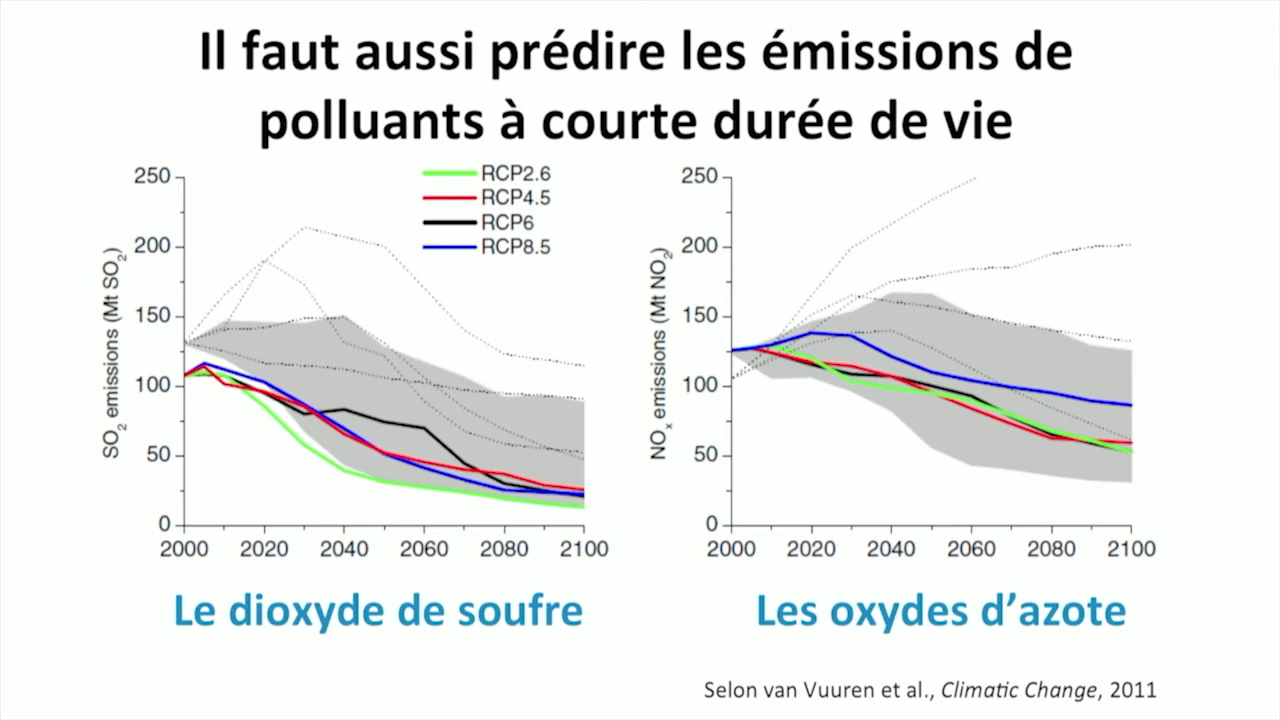 Il faut aussi prédire les émissions de
polluants à courte durée de vie
250
200
150
100
50
0
SO2 emissions (Mt SO2)
RCP2.6
RCP4.5
RCP6
RCP8.5
2000 2020 2040 2060 2080 2100
Le dioxyde de soufre
250
200
150
100
50
0
NOx emissions (Mt NO2)
2000 2020 2040 2060 2080 2100
Les oxydes d’azote
Selon van Vuuren et al., Climatic Change, 2011